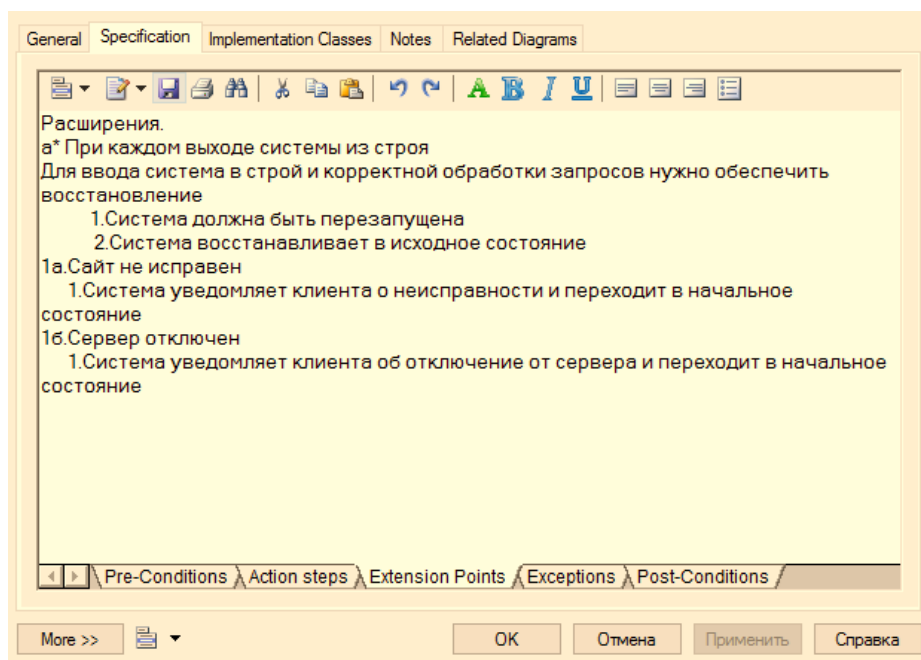 General Specification Implementation Classes Notes Related Diagrams
A B I U
Расширения.
а* При каждом выходе системы из строя
Для ввода система в строй и корректной обработки запросов нужно обеспечить
восстановление
1.Система должна быть перезапущена
2.Система восстанавливает в исходное состояние
1а.Сайт не исправен
1.Система уведомляет клиента о неисправности и переходит в начальное
состояние
1б.Сервер отключен
1.Система уведомляет клиента об отключение от сервера и переходит в начальное
состояние
Pre-Conditions Action steps Extension Points Exceptions Post-Conditions
More >> OK Отмена Применить Справка